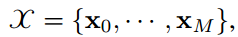 𝒳 = {x₀, ⋯ , x_M},